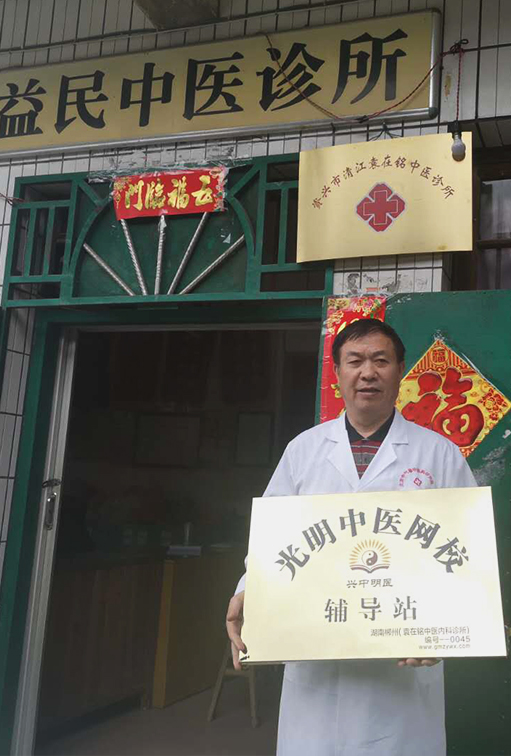 益民中医诊所
资兴市清江袁在铭中医诊所
五福临门
福
光明中医网校
兴中明医
辅导站
湖南郴州(袁在铭中医内科诊所)
编号--0045
www.gmzywx.com